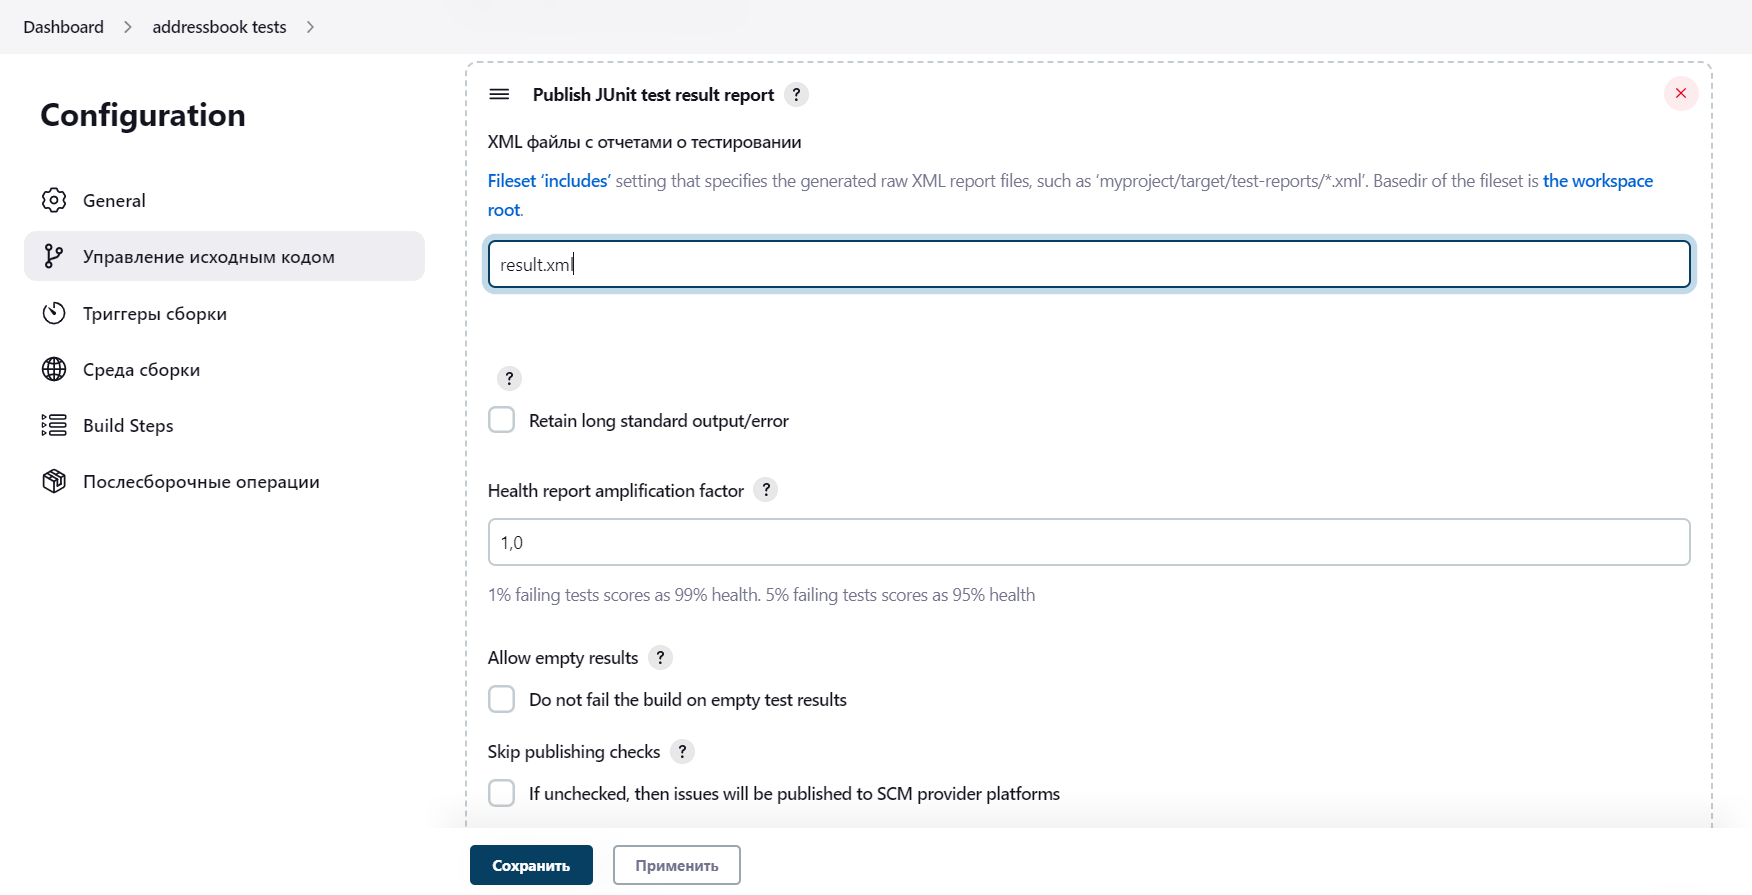 Dashboard > addressbook tests >
Configuration
General
Управление исходным кодом
Триггеры сборки
Среда сборки
Build Steps
Послесборочные операции
Publish JUnit test result report ?
XML файлы с отчетами о тестировании
Fileset ‘includes’ setting that specifies the generated raw XML report files, such as ‘myproject/target/test-reports/*.xml’. Basedir of the fileset is the workspace
root.
result.xml
?
Retain long standard output/error
Health report amplification factor ?
1,0
1% failing tests scores as 99% health. 5% failing tests scores as 95% health
Allow empty results ?
Do not fail the build on empty test results
Skip publishing checks ?
If unchecked, then issues will be published to SCM provider platforms
Сохранить Применить